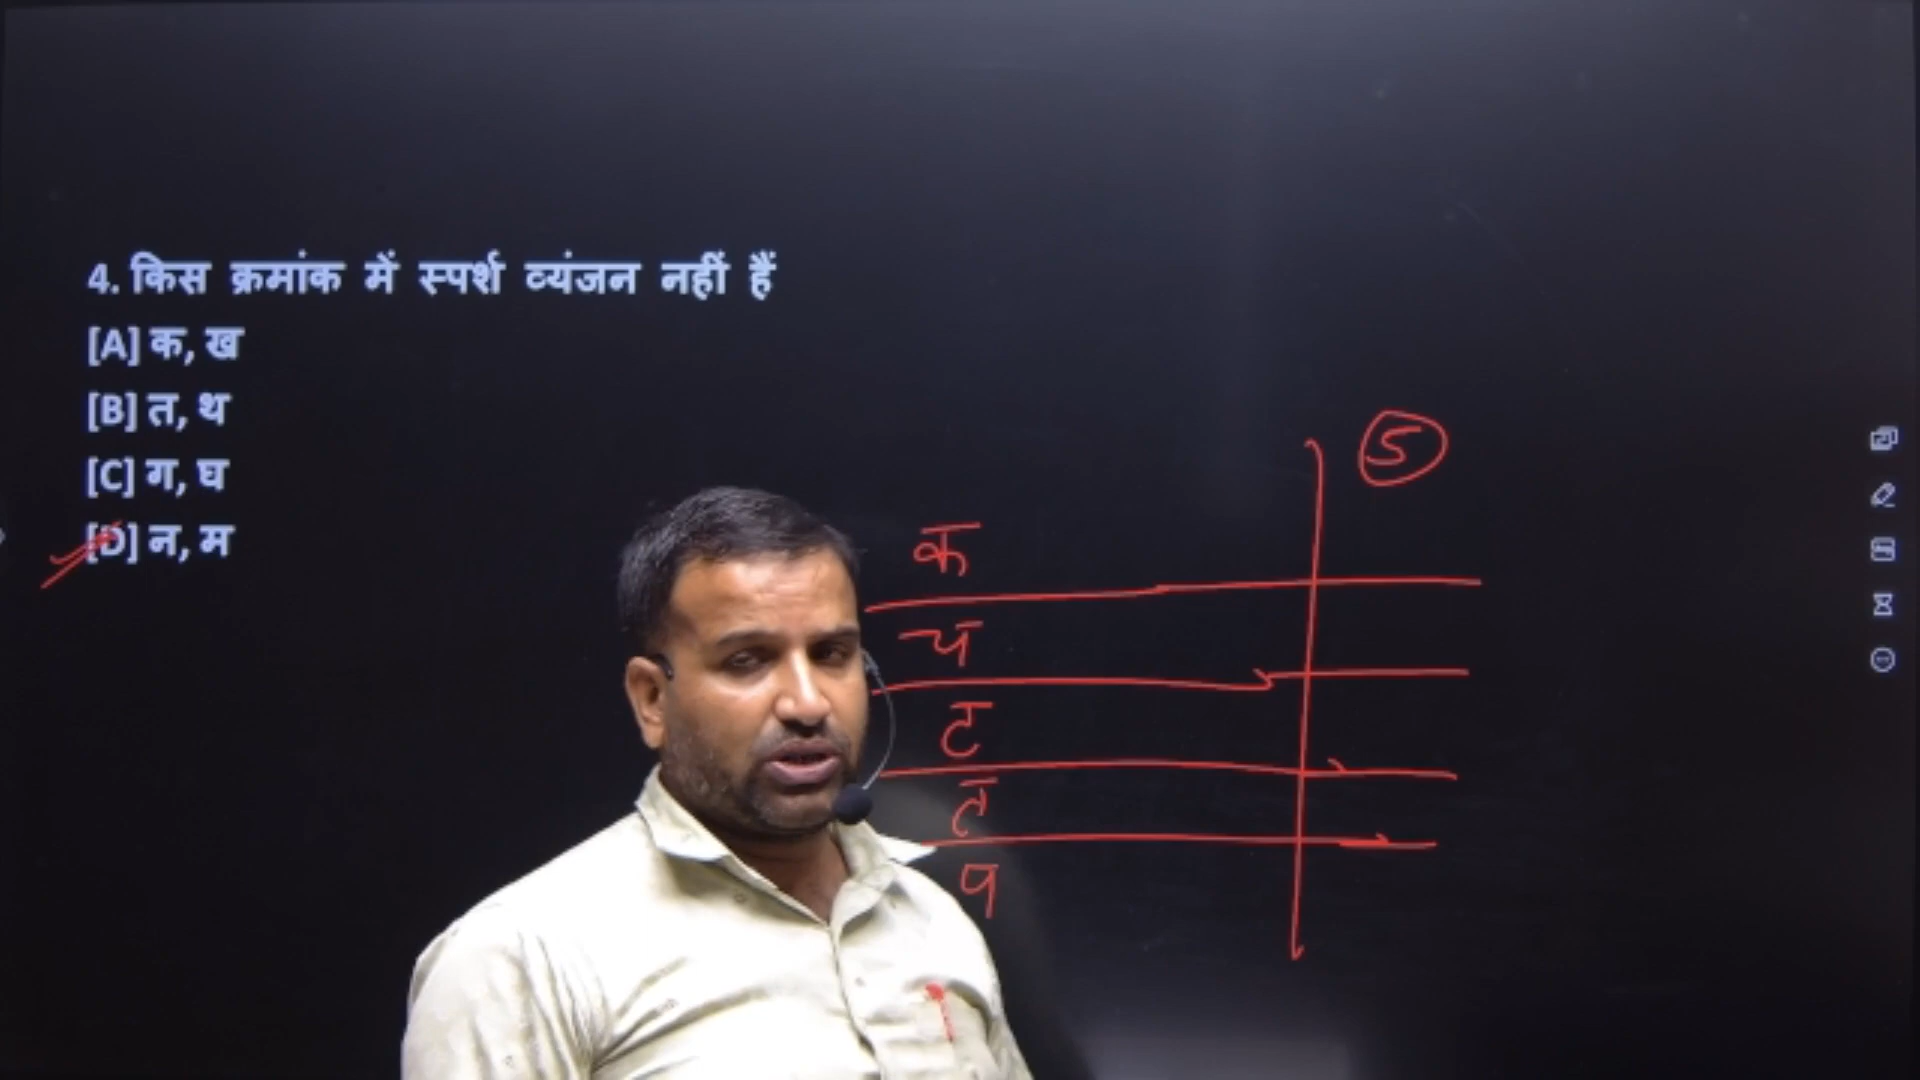 4. किस क्रमांक में स्पर्श व्यंजन नहीं हैं
[A] क, ख
[B] त, थ
[C] ग, घ
[D] न, म
5
क
च
ट
त
प